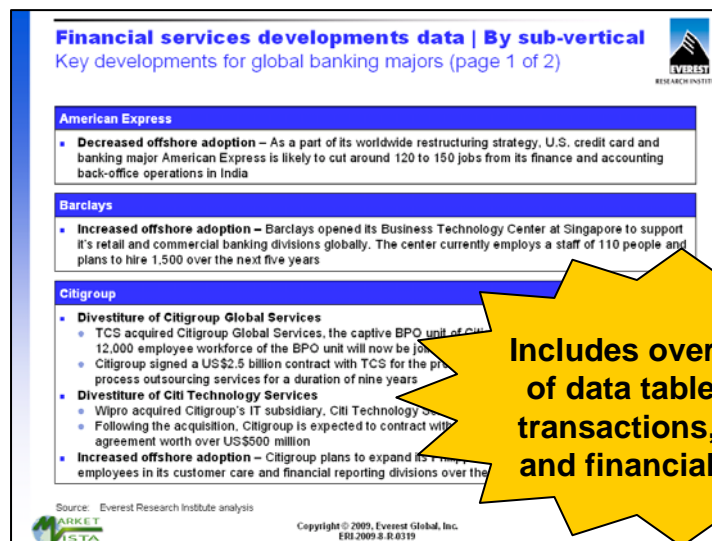 Financial services developments data | By sub-vertical
Key developments for global banking majors (page 1 of 2)
EVEREST
RESEARCH INSTIT
American Express
Decreased offshore adoption – As a part of its worldwide restructuring strategy, U.S. credit card and
banking major American Express is likely to cut around 120 to 150 jobs from its finance and accounting
back-office operations in India
Barclays
Increased offshore adoption – Barclays opened its Business Technology Center at Singapore to support
it's retail and commercial banking divisions globally. The center currently employs a staff of 110 people and
plans to hire 1,500 over the next five years
Citigroup
Divestiture of Citigroup Global Services
TCS acquired Citigroup Global Services, the captive BPO unit of
12,000 employee workforce of the BPO unit will now be
Citigroup signed a US$2.5 billion contract with TCS for the
process outsourcing services for a duration of nine years
Divestiture of Citi Technology Services
Wipro acquired Citigroup's IT subsidiary, Citi Technology
Following the acquisition, Citigroup is expected to contract
agreement worth over US$500 million
Increased offshore adoption – Citigroup plans to expand its
employees in its customer care and financial reporting divisions over
Includes over
of data table
transactions,
and financial
Source: Everest Research Institute analysis
MARKET
VISTA
Copyright © 2009, Everest Global, Inc.
ERI-2009-8-R-0319